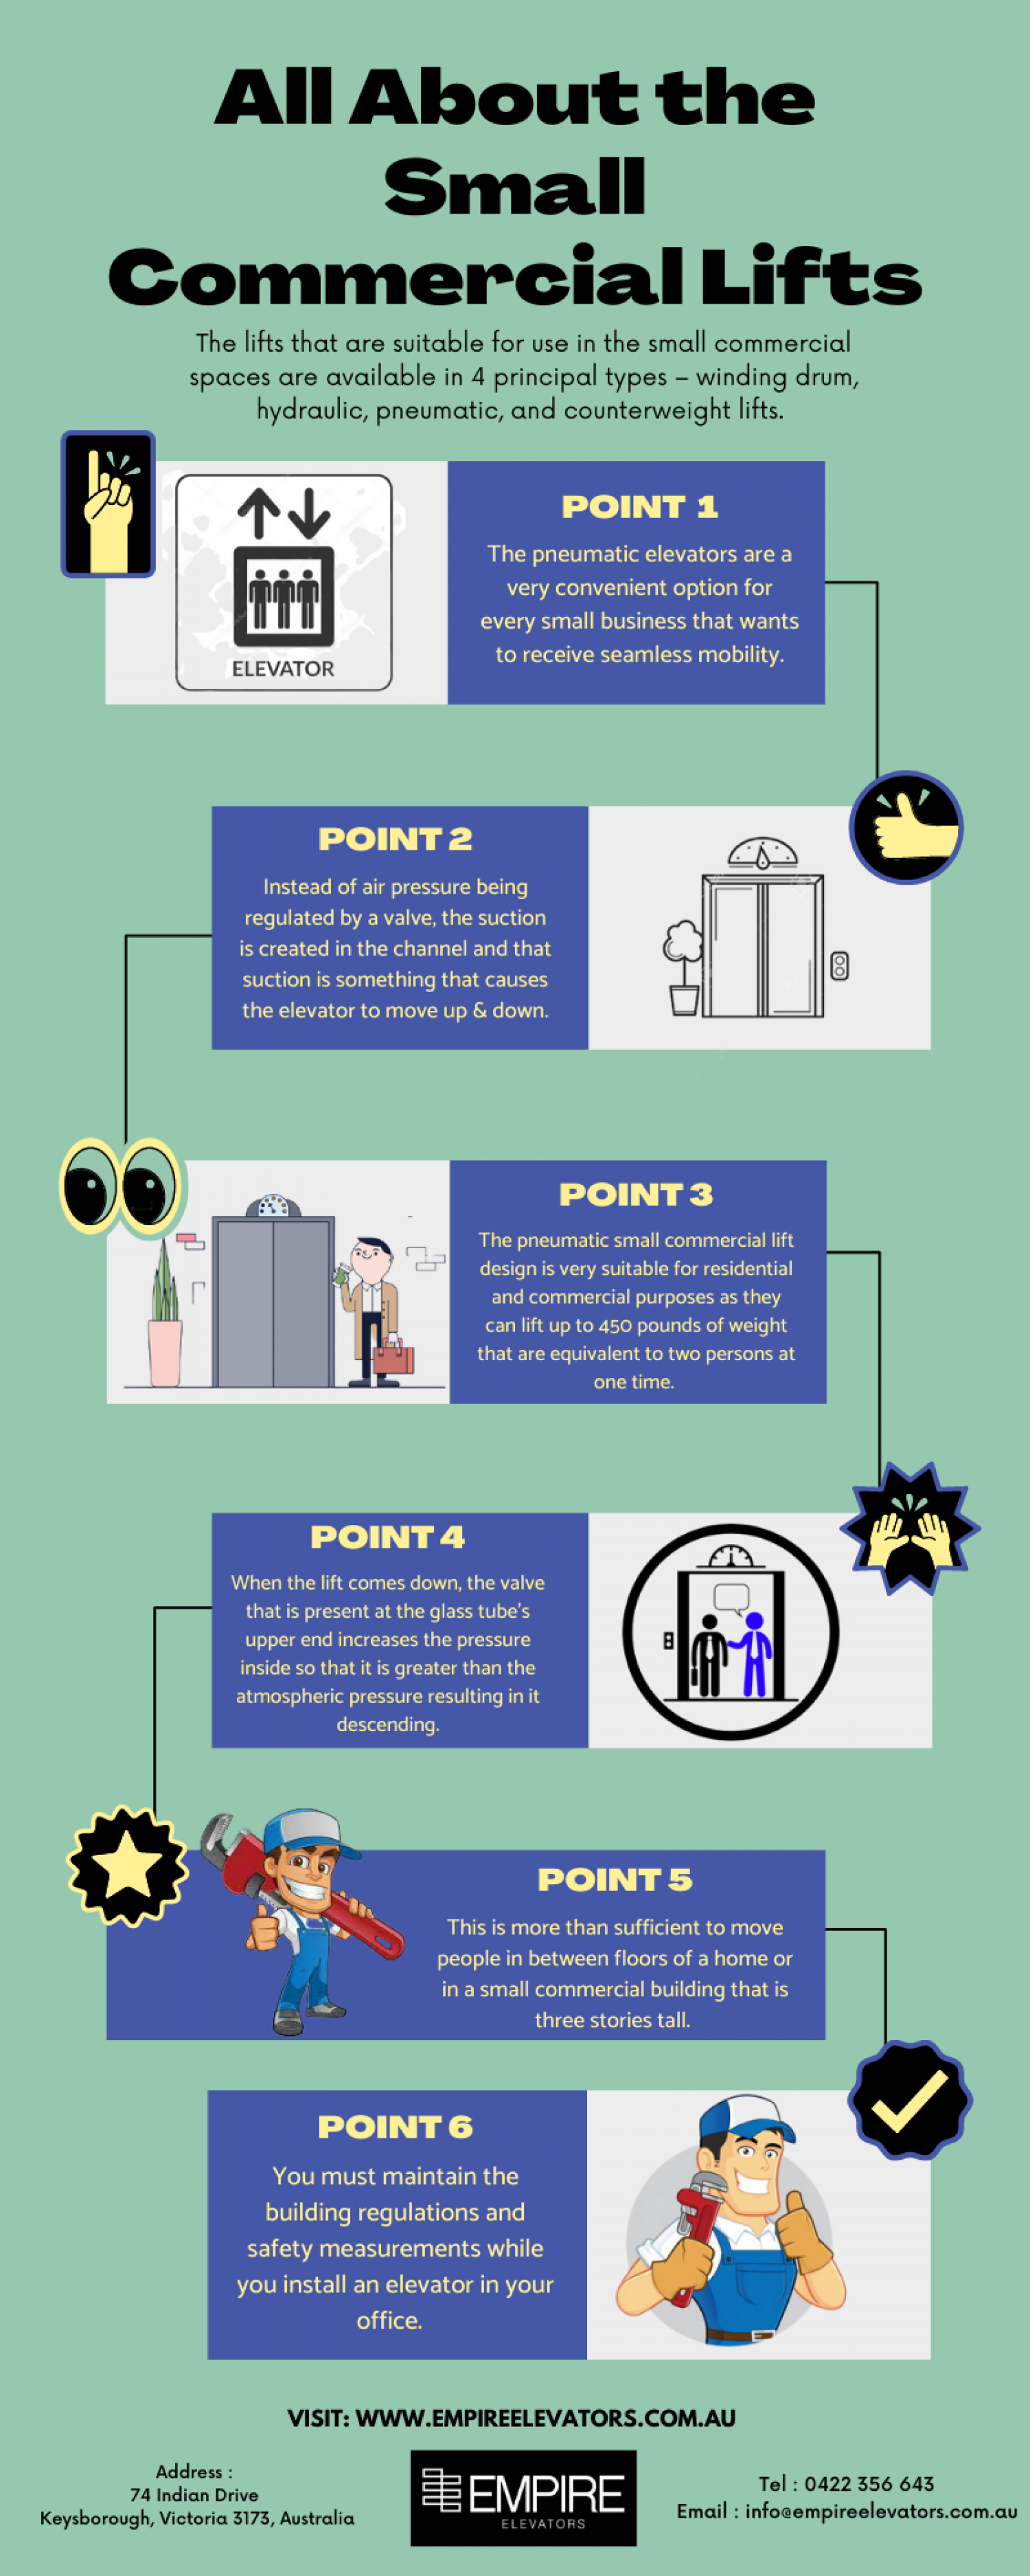 All About the
Small
Commercial Lifts
The lifts that are suitable for use in the small commercial
spaces are available in 4 principal types – winding drum,
hydraulic, pneumatic, and counterweight lifts.
ELEVATOR
POINT 1
The pneumatic elevators are a
very convenient option for
every small business that wants
to receive seamless mobility.
POINT 2
Instead of air pressure being
regulated by a valve, the suction
is created in the channel and that
suction is something that causes
the elevator to move up & down.
POINT 3
The pneumatic small commercial lift
design is very suitable for residential
and commercial purposes as they
can lift up to 450 pounds of weight
that are equivalent to two persons at
one time.
POINT 4
When the lift comes down, the valve
that is present at the glass tube's
upper end increases the pressure
inside so that it is greater than the
atmospheric pressure resulting in it
descending.
POINT 5
This is more than sufficient to move
people in between floors of a home or
in a small commercial building that is
three stories tall.
POINT 6
You must maintain the
building regulations and
safety measurements while
you install an elevator in your
office.
VISIT: WWW.EMPIREELEVATORS.COM.AU
Address :
74 Indian Drive
Keysborough, Victoria 3173, Australia
EMPIRE
ELEVATORS
Tel : 0422 356 643
Email : info@empireelevators.com.au